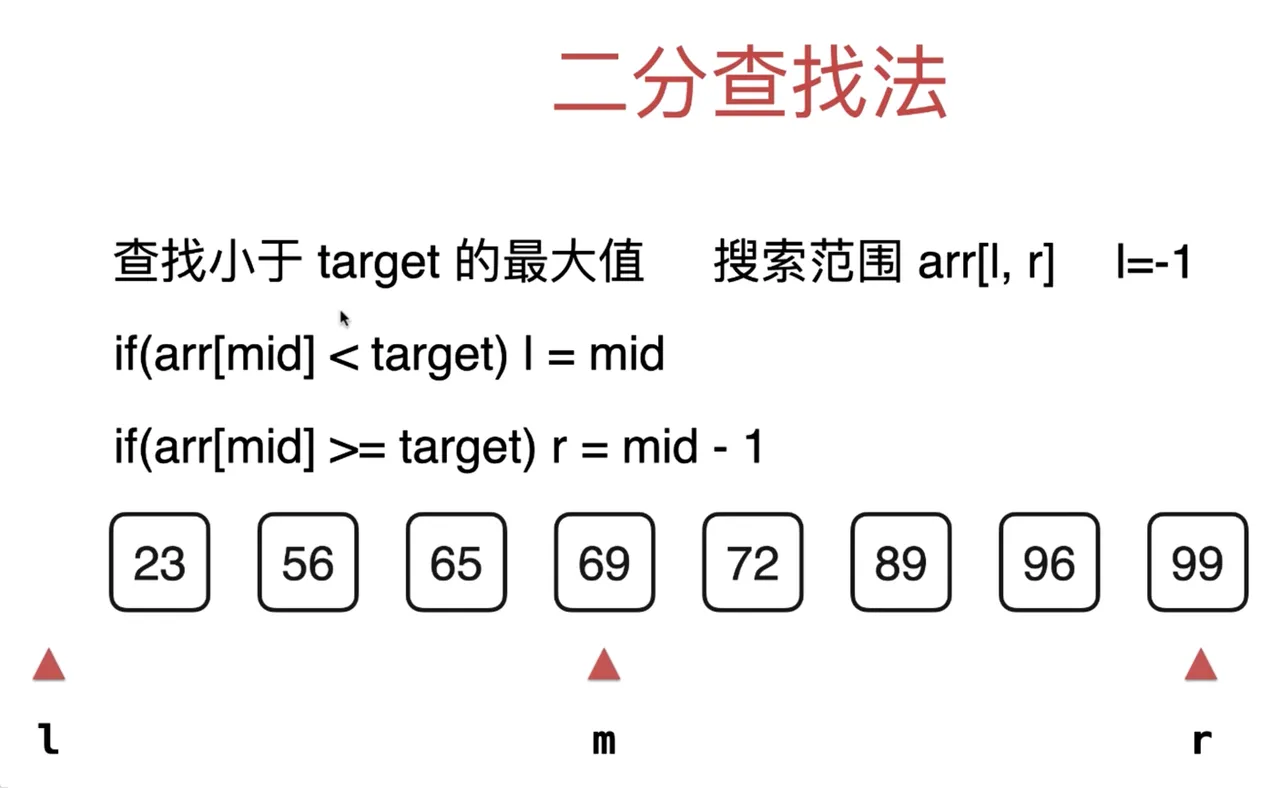 二分查找法
查找小于 target 的最大值 搜索范围 arr[l, r] l=-1
if(arr[mid] < target) l = mid
if(arr[mid] >= target) r = mid - 1
23 56 65 69 72 89 96 99
l m r